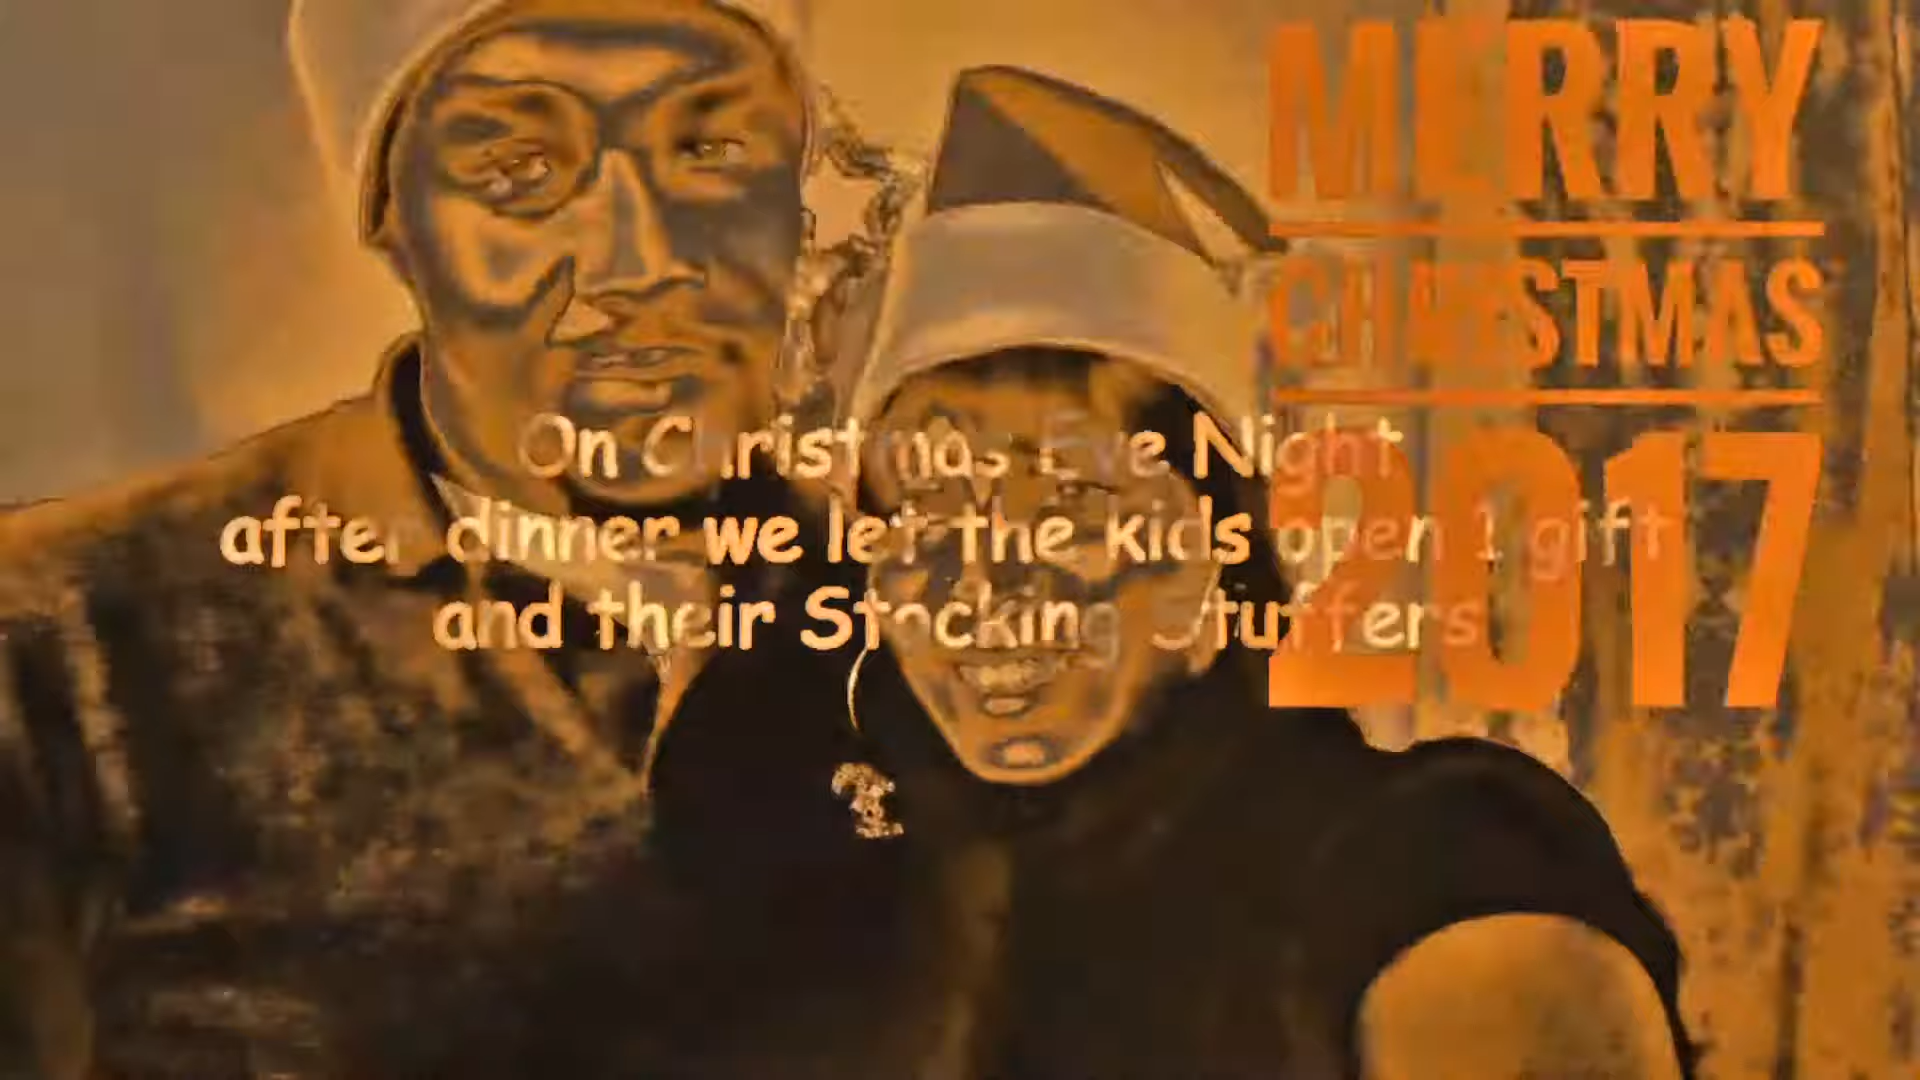 MERRY
CHRISTMAS
2017
On Christmas Eve Night
after dinner we let the kids open 1 gift
and their Stocking Stuffers